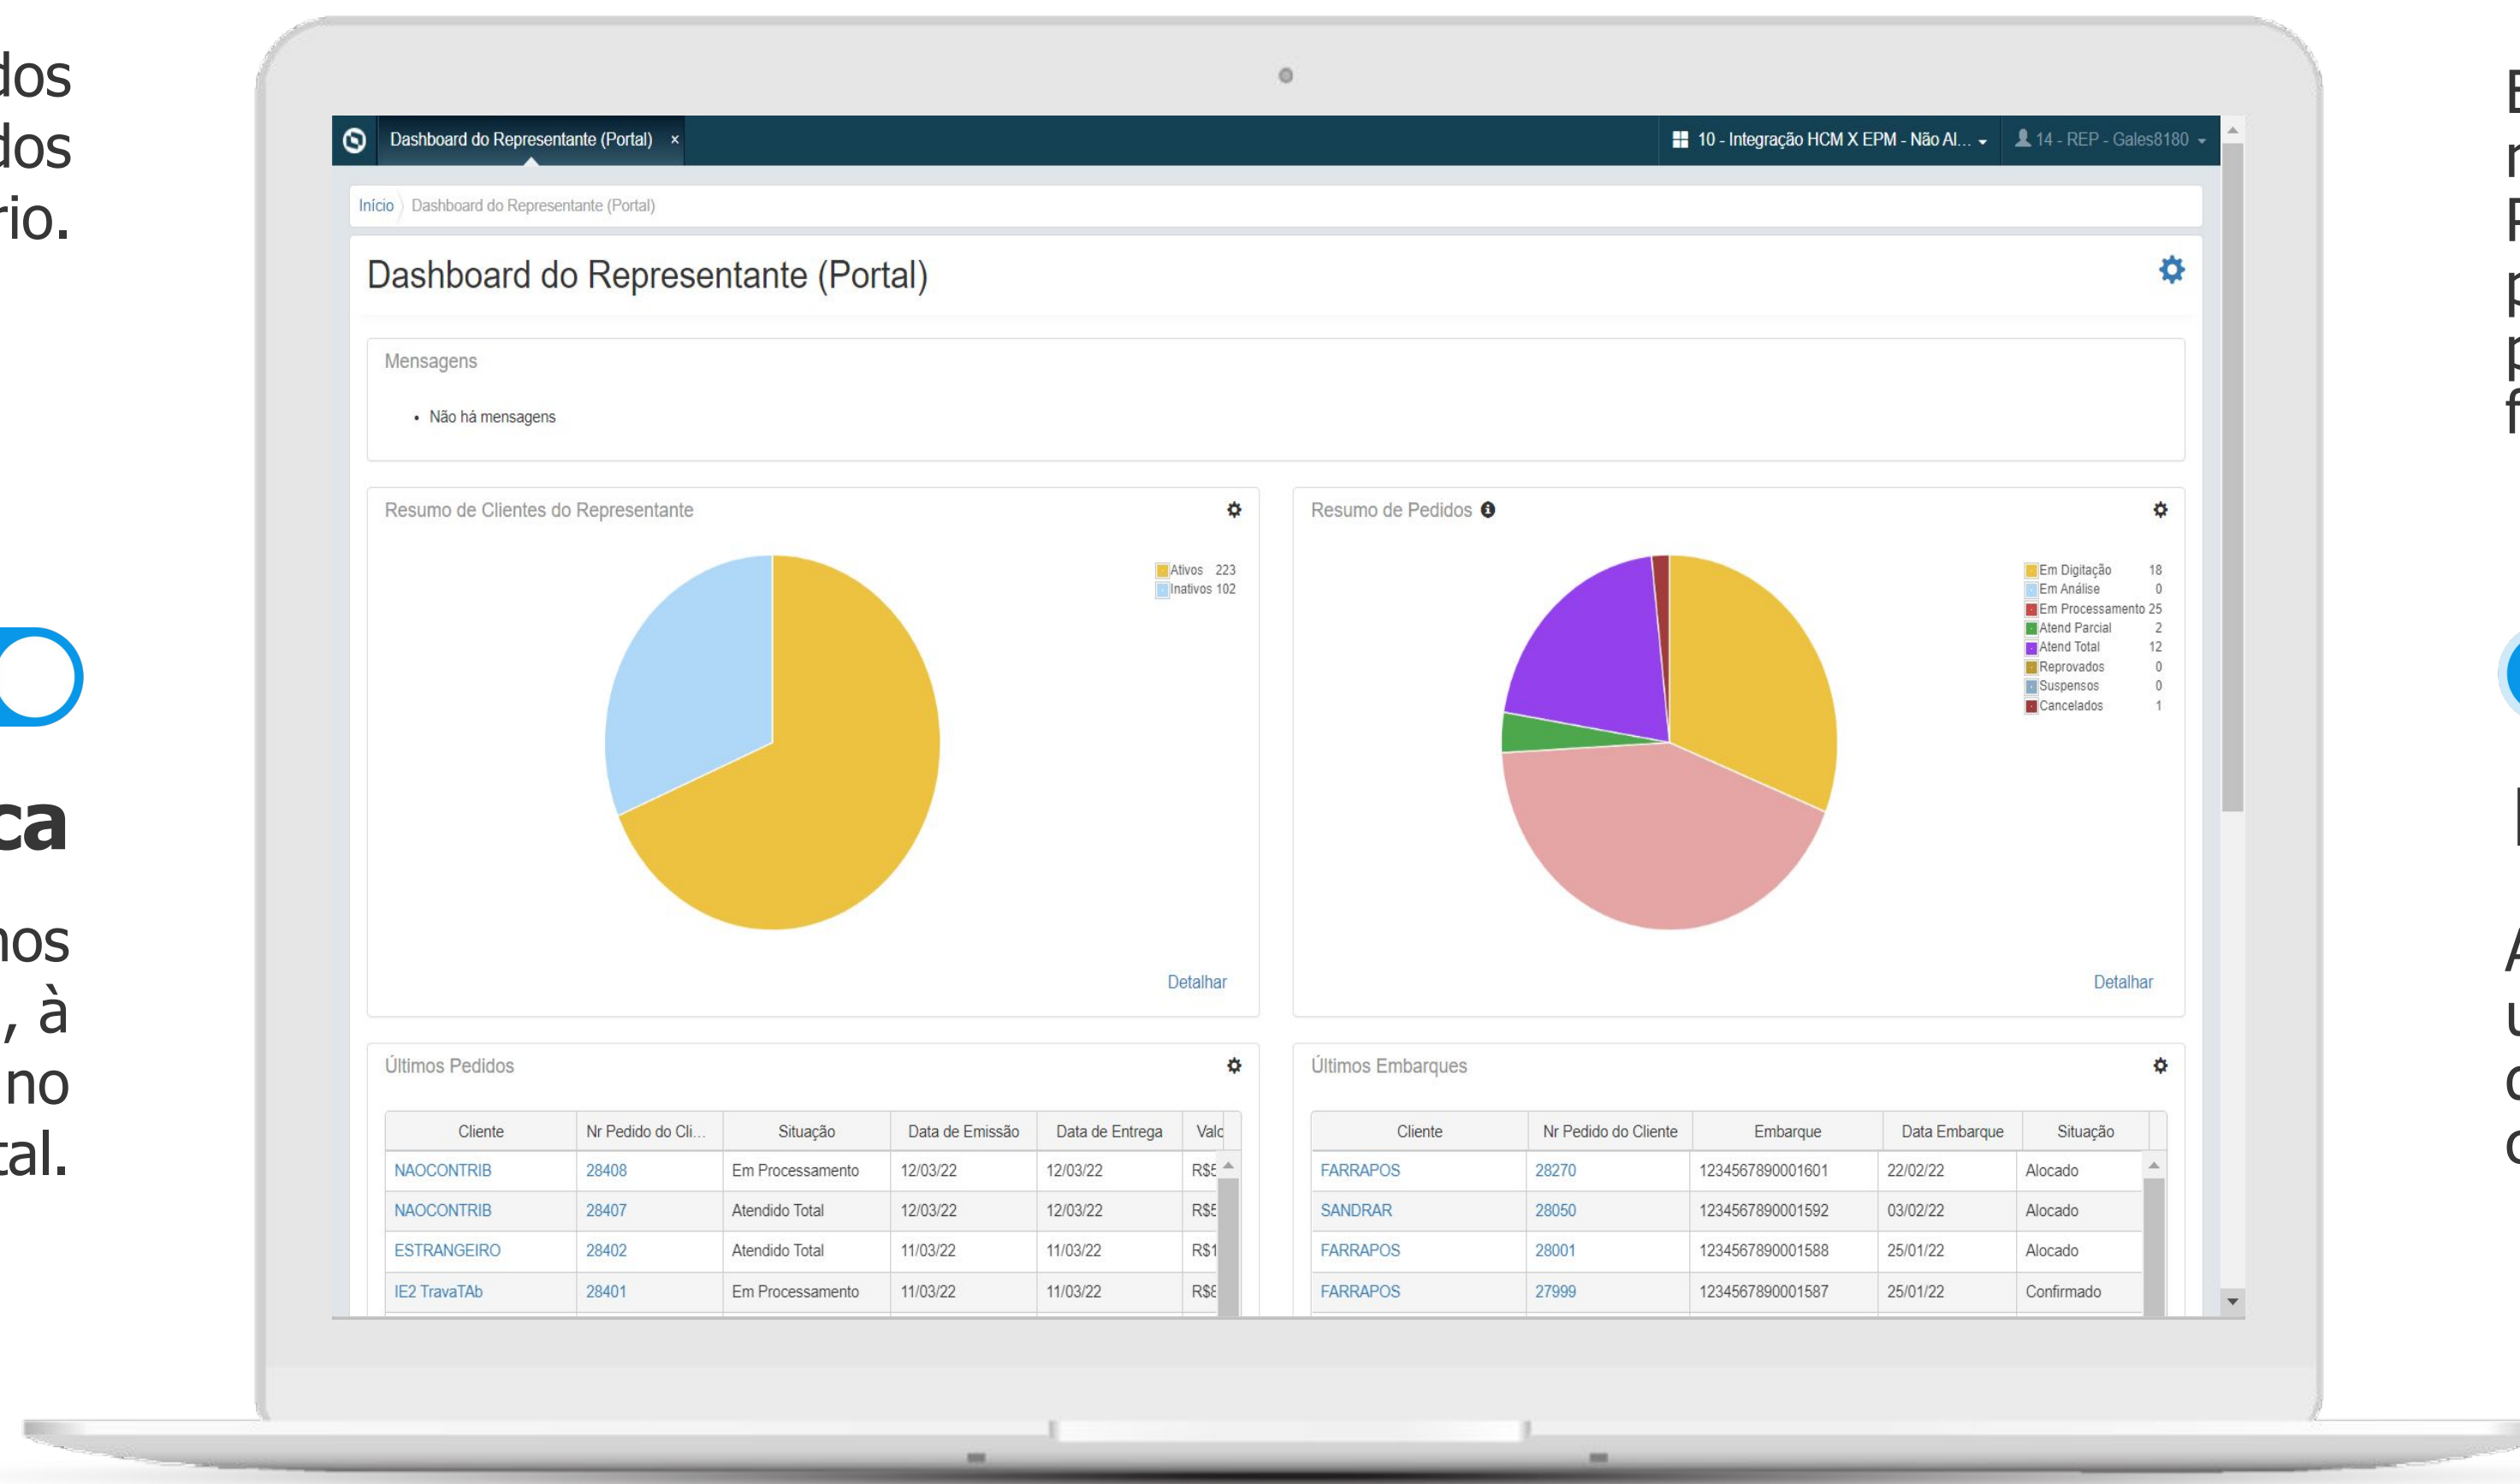 dos
dos
rio.
ca
nos
, à
no
tal.
Dashboard do Representante (Portal) ×
10 - Integração HCM X EPM - Não Al...
14 - REP - Gales8180
Início Dashboard do Representante (Portal)
Dashboard do Representante (Portal)
Mensagens
• Não há mensagens
Resumo de Clientes do Representante
Ativos 223
Inativos 102
Detalhar
Resumo de Pedidos
Em Digitação 18
Em Análise 0
Em Processamento 25
Atend Parcial 2
Atend Total 12
Reprovados 0
Suspensos 0
Cancelados 1
Detalhar
Últimos Pedidos
Cliente Nr Pedido do Cli... Situação Data de Emissão Data de Entrega Valo
NAOCONTRIB 28408 Em Processamento 12/03/22 12/03/22 R$5
NAOCONTRIB 28407 Atendido Total 12/03/22 12/03/22 R$5
ESTRANGEIRO 28402 Atendido Total 11/03/22 11/03/22 R$1
IE2 TravaTAb 28401 Em Processamento 11/03/22 11/03/22 R$8
Últimos Embarques
Cliente Nr Pedido do Cliente Embarque Data Embarque Situação
FARRAPOS 28270 1234567890001601 22/02/22 Alocado
SANDRAR 28050 1234567890001592 03/02/22 Alocado
FARRAPOS 28001 1234567890001588 25/01/22 Alocado
FARRAPOS 27999 1234567890001587 25/01/22 Confirmado